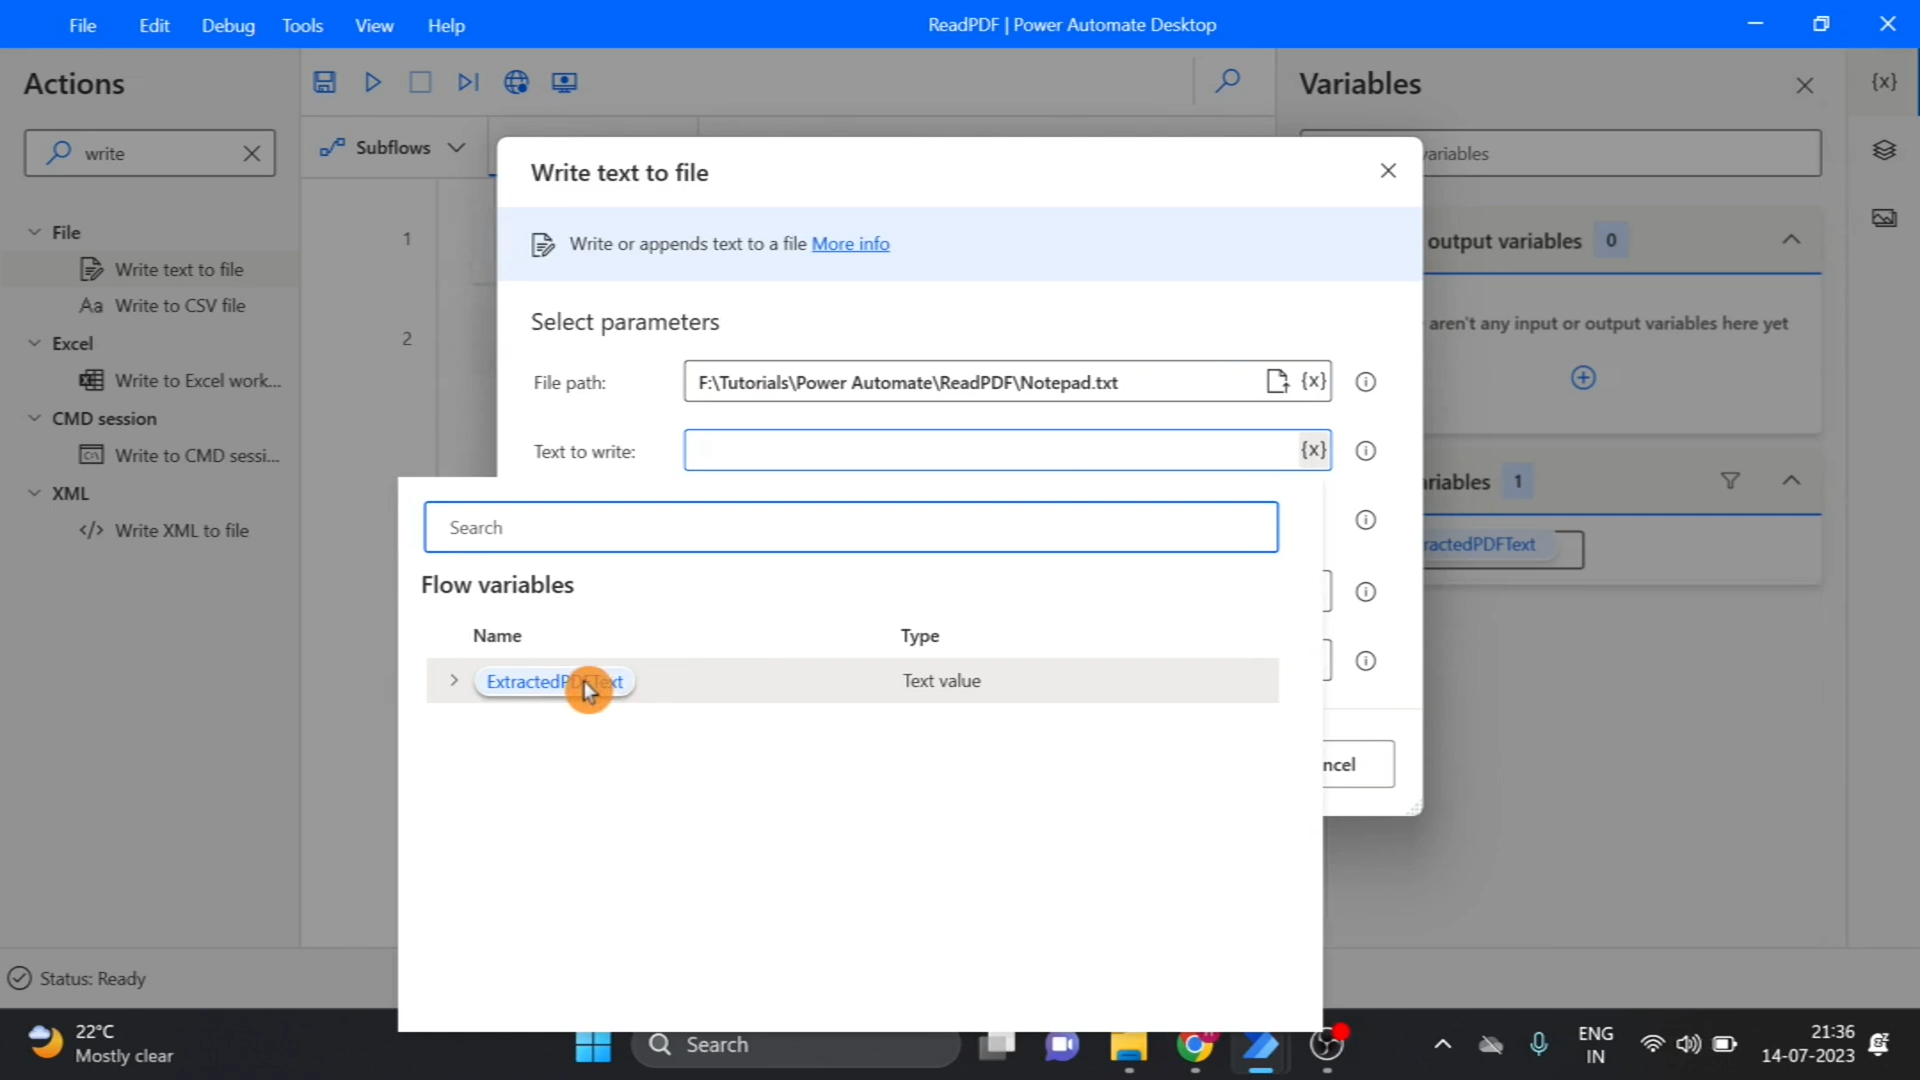 File Edit Debug Tools View Help
ReadPDF | Power Automate Desktop
Actions
write
File
Write text to file
Aa Write to CSV file
Excel
Write to Excel work...
CMD session
Write to CMD sessi...
XML
</> Write XML to file
Subflows
1
2
Write text to file
Write or appends text to a file More info
Select parameters
File path: F:\Tutorials\Power Automate\ReadPDF\Notepad.txt {x}
Text to write: {x}
Search
Flow variables
Name Type
ExtractedPDFText Text value
ncel
Variables
{x}
variables
output variables 0
aren't any input or output variables here yet
riables 1
ractedPDFText
Status: Ready
22°C
Mostly clear
Search
ENG
IN
21:36
14-07-2023